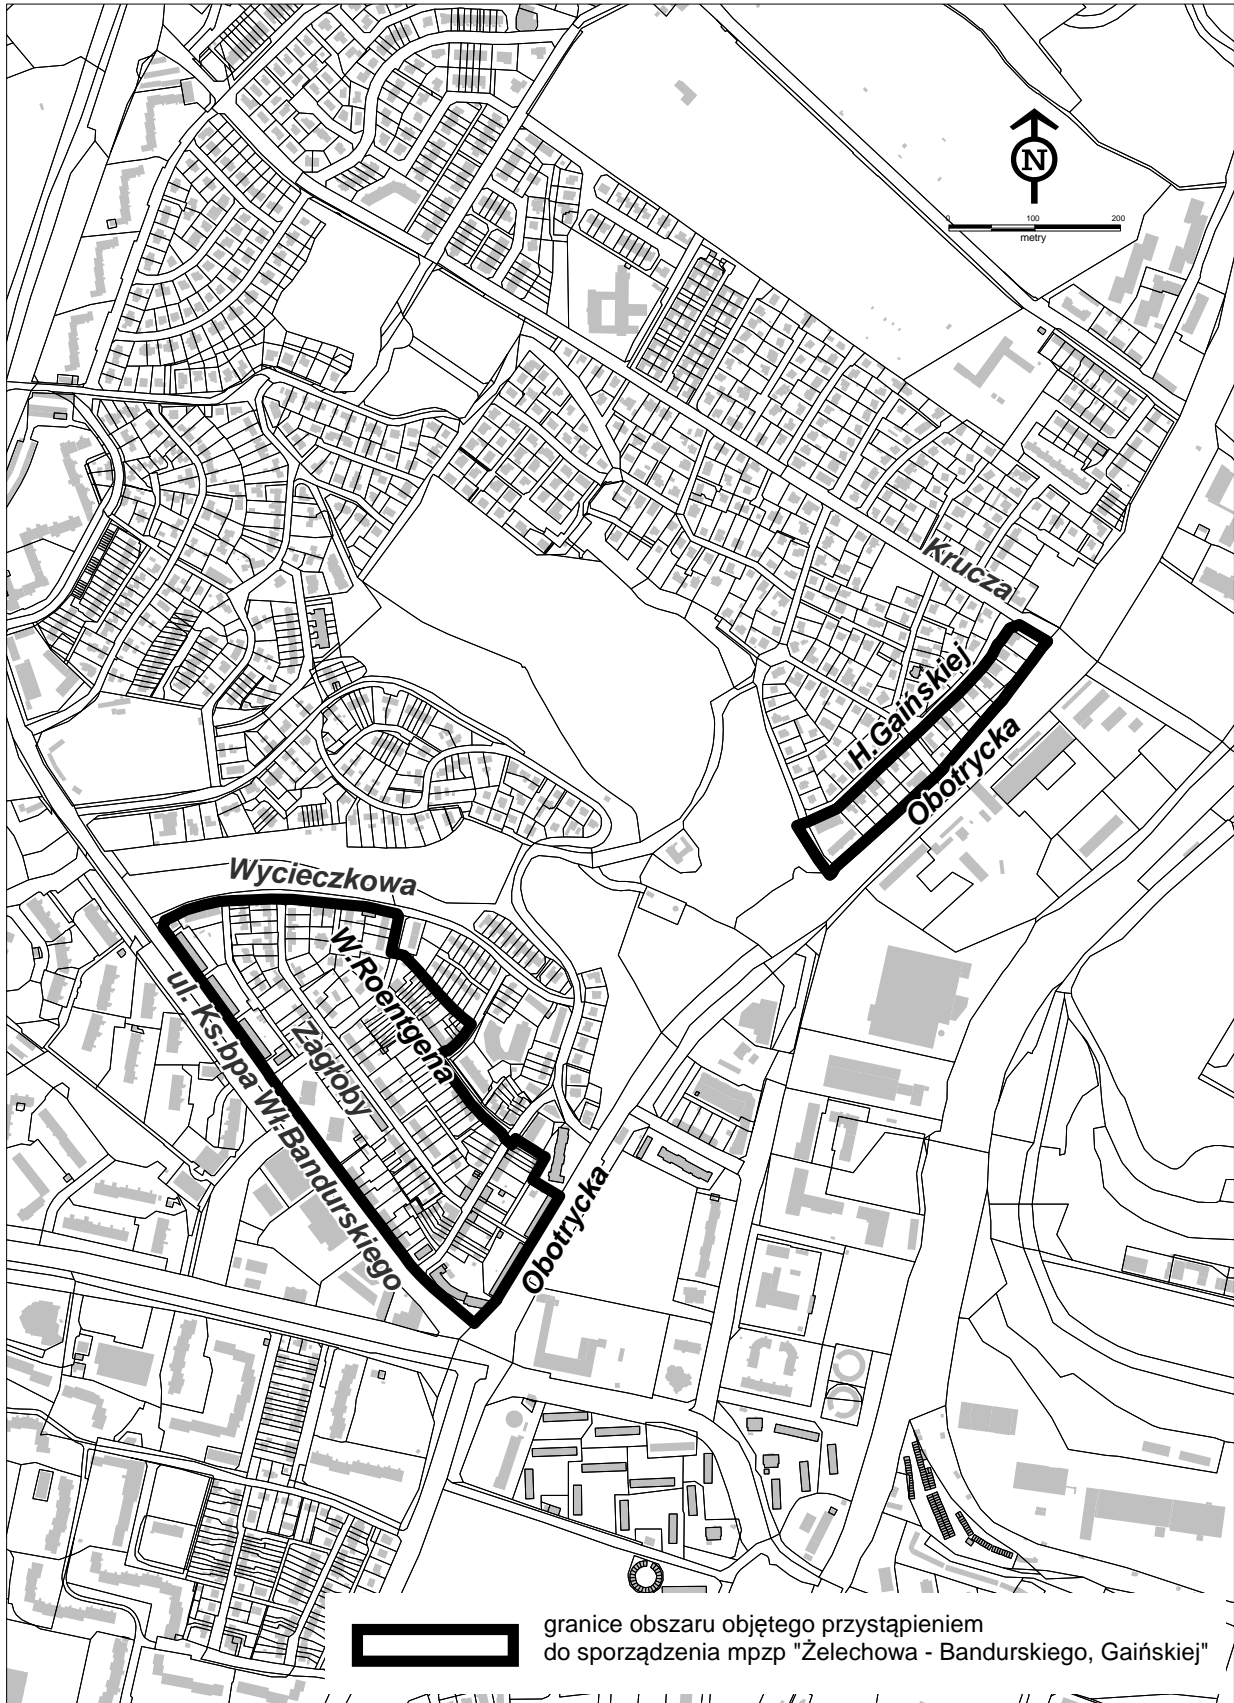 N
0 100 200
metry
Krucza
H.Gaińskiej
Obotrycka
Wycieczkowa
W.Roentgena
Zagłoby
ul. Ks.bpa Wł.Bandurskiego
Obotrycka
granice obszaru objętego przystąpieniem
do sporządzenia mpzp "Żelechowa - Bandurskiego, Gaińskiej"